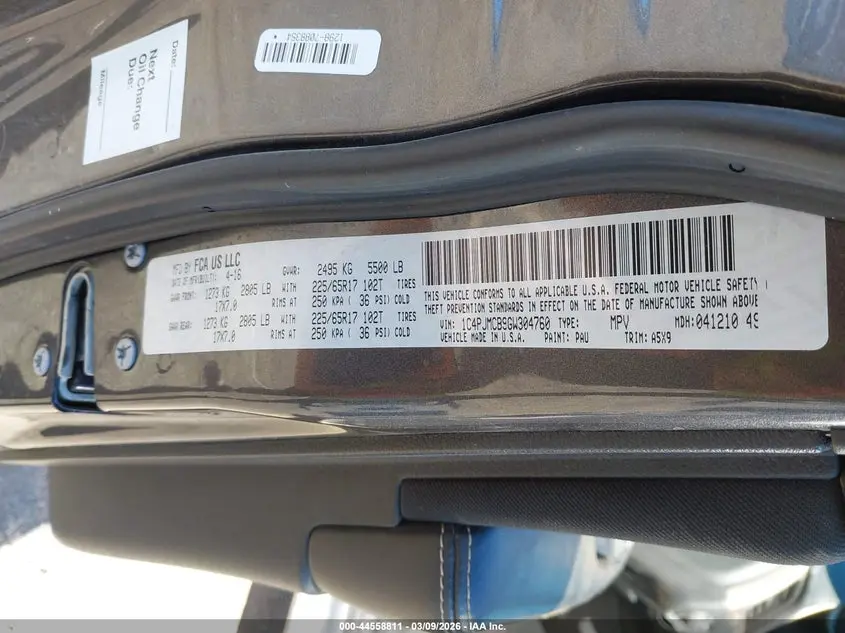 Date:
Next
Oil Change
Due:
Mileage
1298-7088354
MFD BY FCA US LLC
DATE OF MFR(BUILT): 4-16 GVWR: 2495 KG 5500 LB
GAWR FRONT: 1273 KG 2805 LB WITH 225/65R17 102T TIRES
17X7.0 RIMS AT 250 KPA ( 36 PSI) COLD
GAWR REAR: 1273 KG 2805 LB WITH 225/65R17 102T TIRES
17X7.0 RIMS AT 250 KPA ( 36 PSI) COLD
THIS VEHICLE CONFORMS TO ALL APPLICABLE U.S.A. FEDERAL MOTOR VEHICLE SAFETY
THEFT PREVENTION STANDARDS IN EFFECT ON THE DATE OF MANUFACTURE SHOWN ABOVE
VIN: 1C4PJMCB9GW304760 TYPE: MPV MDH: 041210 49
VEHICLE MADE IN U.S.A. PAINT: PAU TRIM: A5X9
000-44558811 | 03/09/2026 - IAA Inc.